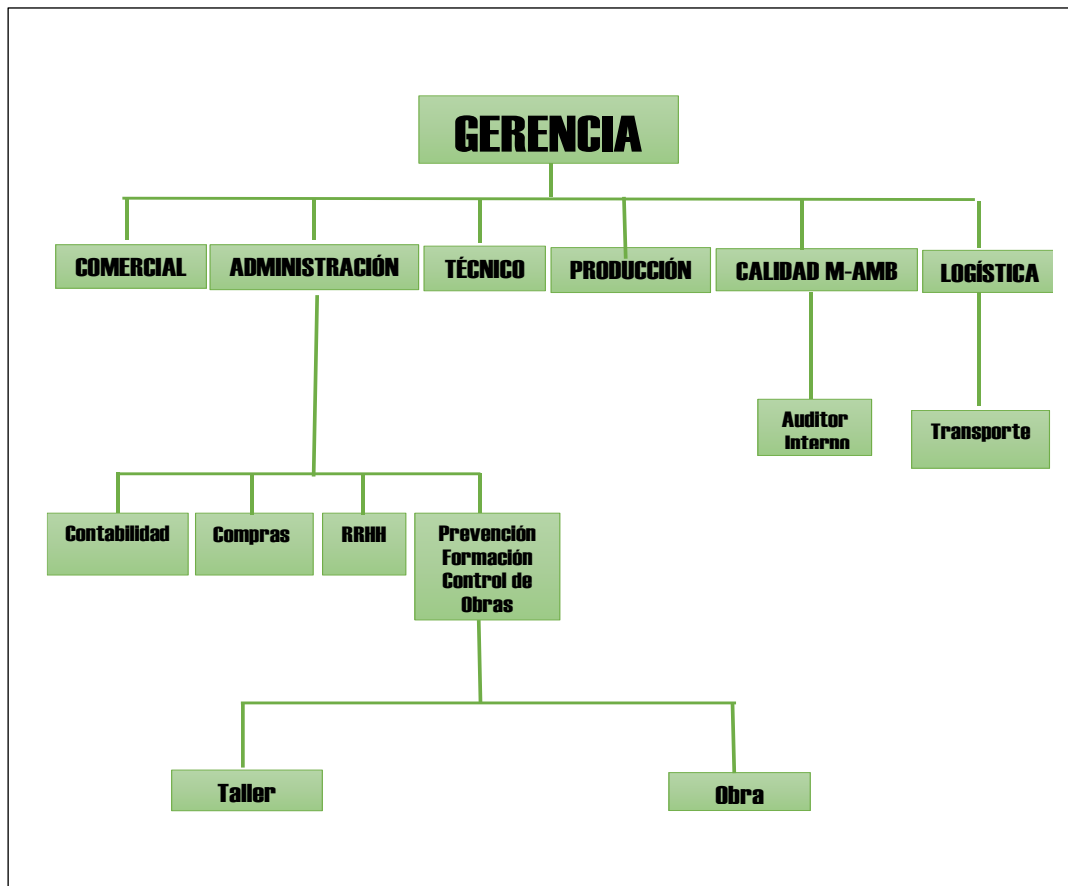 GERENCIA
COMERCIAL
ADMINISTRACIÓN
TÉCNICO
PRODUCCIÓN
CALIDAD M-AMB
LOGÍSTICA
Auditor
Interno
Transporte
Contabilidad
Compras
RRHH
Prevención
Formación
Control de
Obras
Taller
Obra